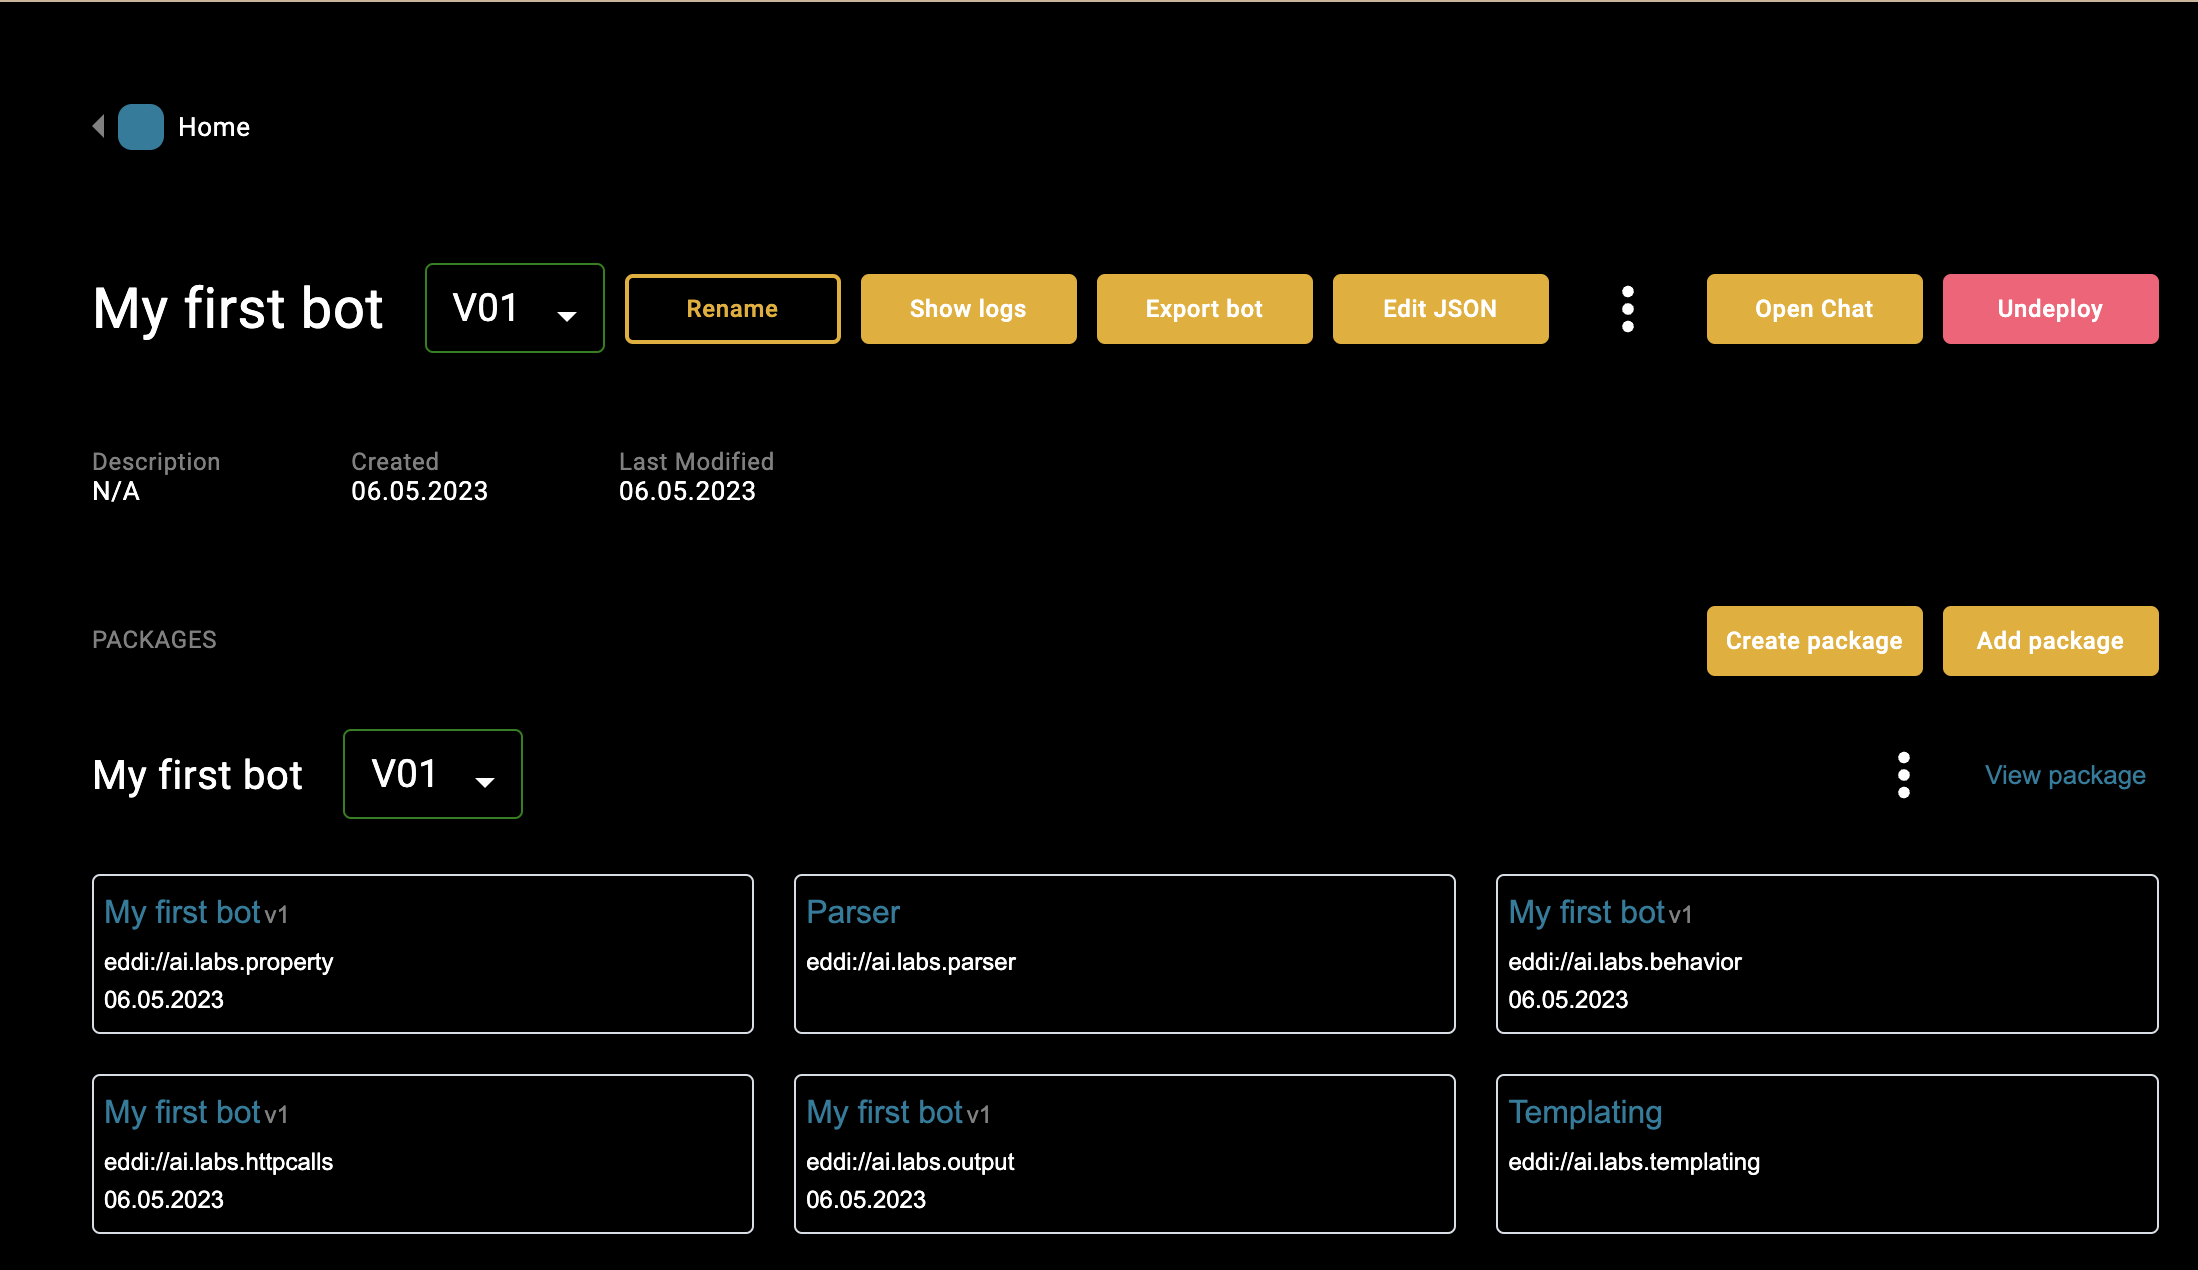 Home
My first bot V01 Rename Show logs Export bot Edit JSON Open Chat Undeploy
Description Created Last Modified
N/A 06.05.2023 06.05.2023
PACKAGES Create package Add package
My first bot V01 View package
My first bot v1 Parser My first bot v1
eddi://ai.labs.property eddi://ai.labs.parser eddi://ai.labs.behavior
06.05.2023 06.05.2023
My first bot v1 My first bot v1 Templating
eddi://ai.labs.httpcalls eddi://ai.labs.output eddi://ai.labs.templating
06.05.2023 06.05.2023